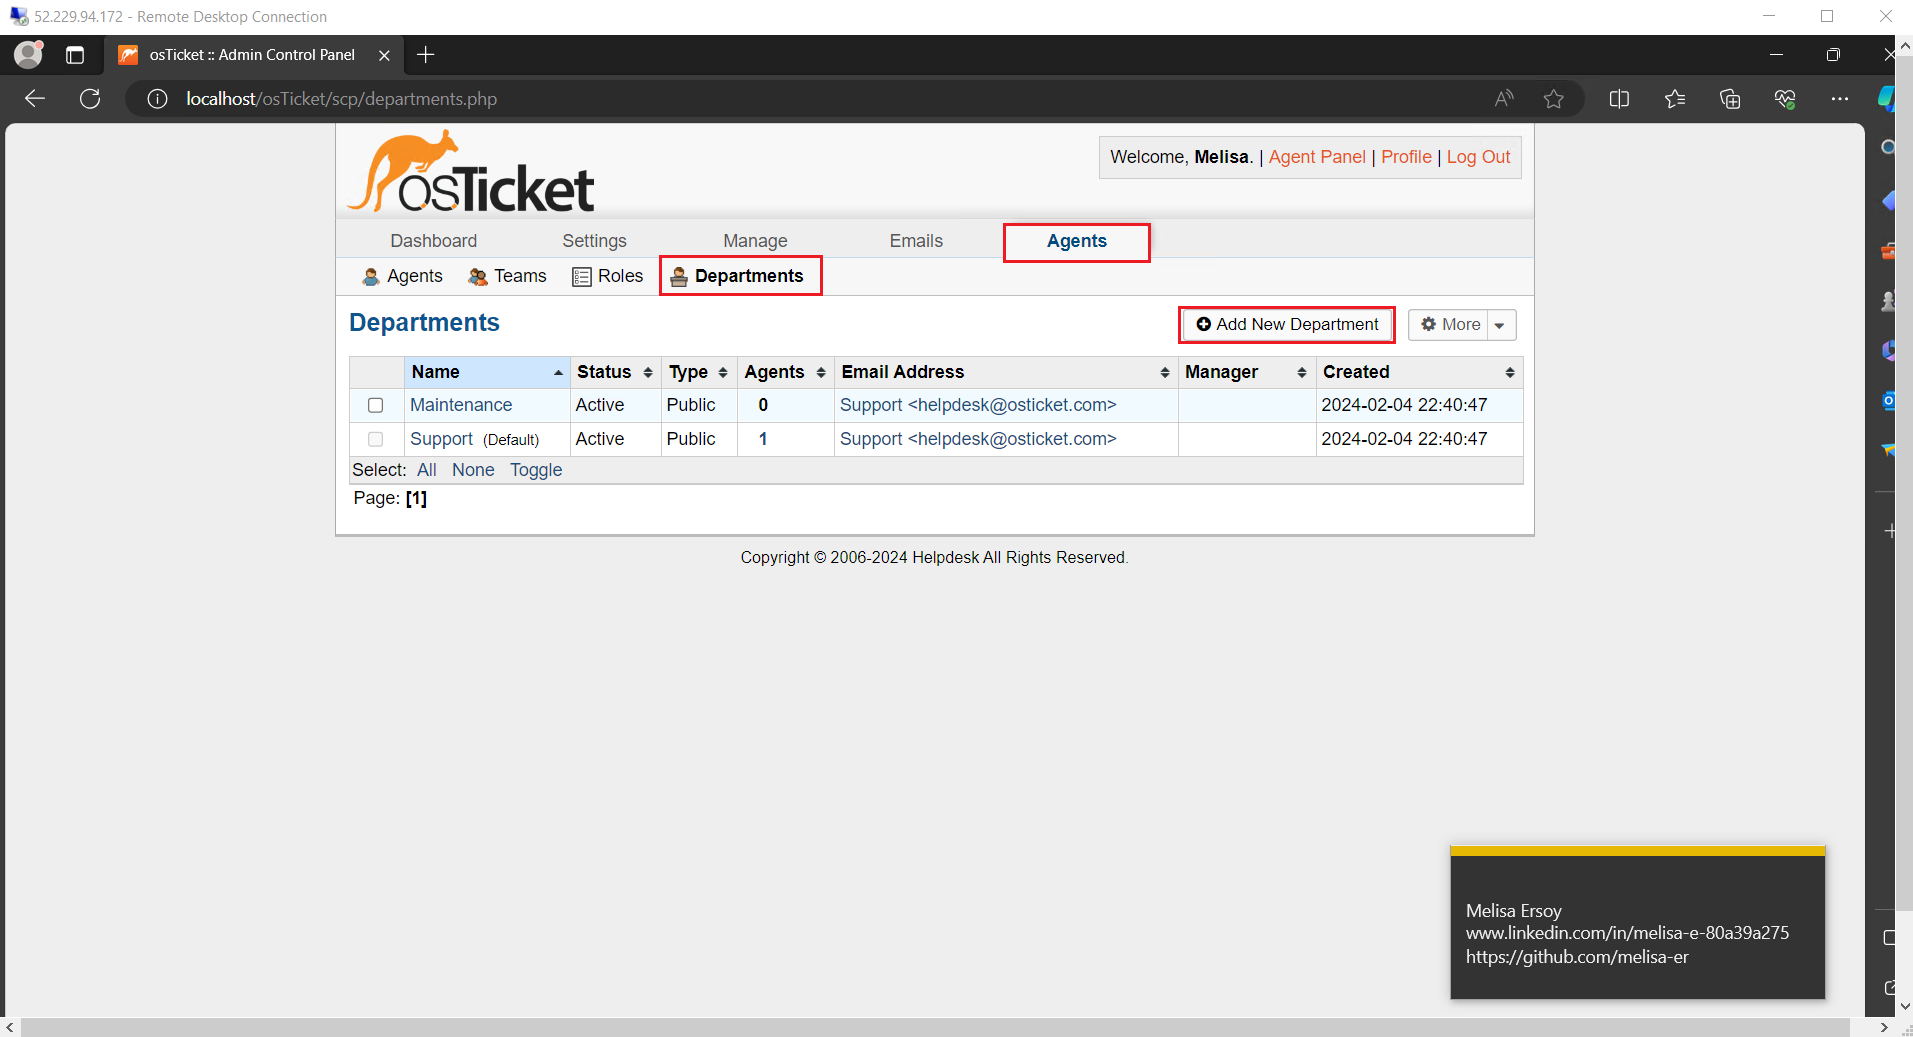 52.229.94.172 - Remote Desktop Connection
osTicket :: Admin Control Panel
localhost/osTicket/scp/departments.php
osTicket
Welcome, Melisa. | Agent Panel | Profile | Log Out
Dashboard Settings Manage Emails Agents
Agents Teams Roles Departments
Departments
Add New Department More
Name Status Type Agents Email Address Manager Created
Maintenance Active Public 0 Support <helpdesk@osticket.com> 2024-02-04 22:40:47
Support (Default) Active Public 1 Support <helpdesk@osticket.com> 2024-02-04 22:40:47
Select: All None Toggle
Page: [1]
Copyright © 2006-2024 Helpdesk All Rights Reserved.
Melisa Ersoy
www.linkedin.com/in/melisa-e-80a39a275
https://github.com/melisa-er